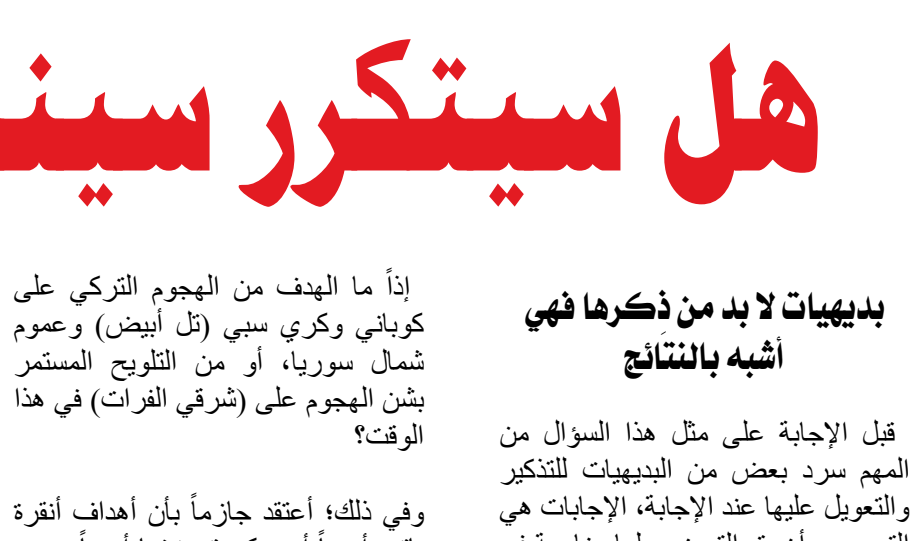 هل سيتكرر
بديهيات لا بد من ذكرها فهي
أشبه بالنتائج
قبل الإجابة على مثل هذا السؤال من
المهم سرد بعض من البديهيات للتذكير
والتعويل عليها عند الإجابة، الإجابات هي
إذاً ما الهدف من الهجوم التركي على
كوباني وكري سبي (تل أبيض) وعموم
شمال سوريا، أو من التلويح المستمر
بشن الهجوم على (شرقي الفرات) في هذا
الوقت؟
وفي ذلك؛ أعتقد جازماً بأن أهداف أنقرة